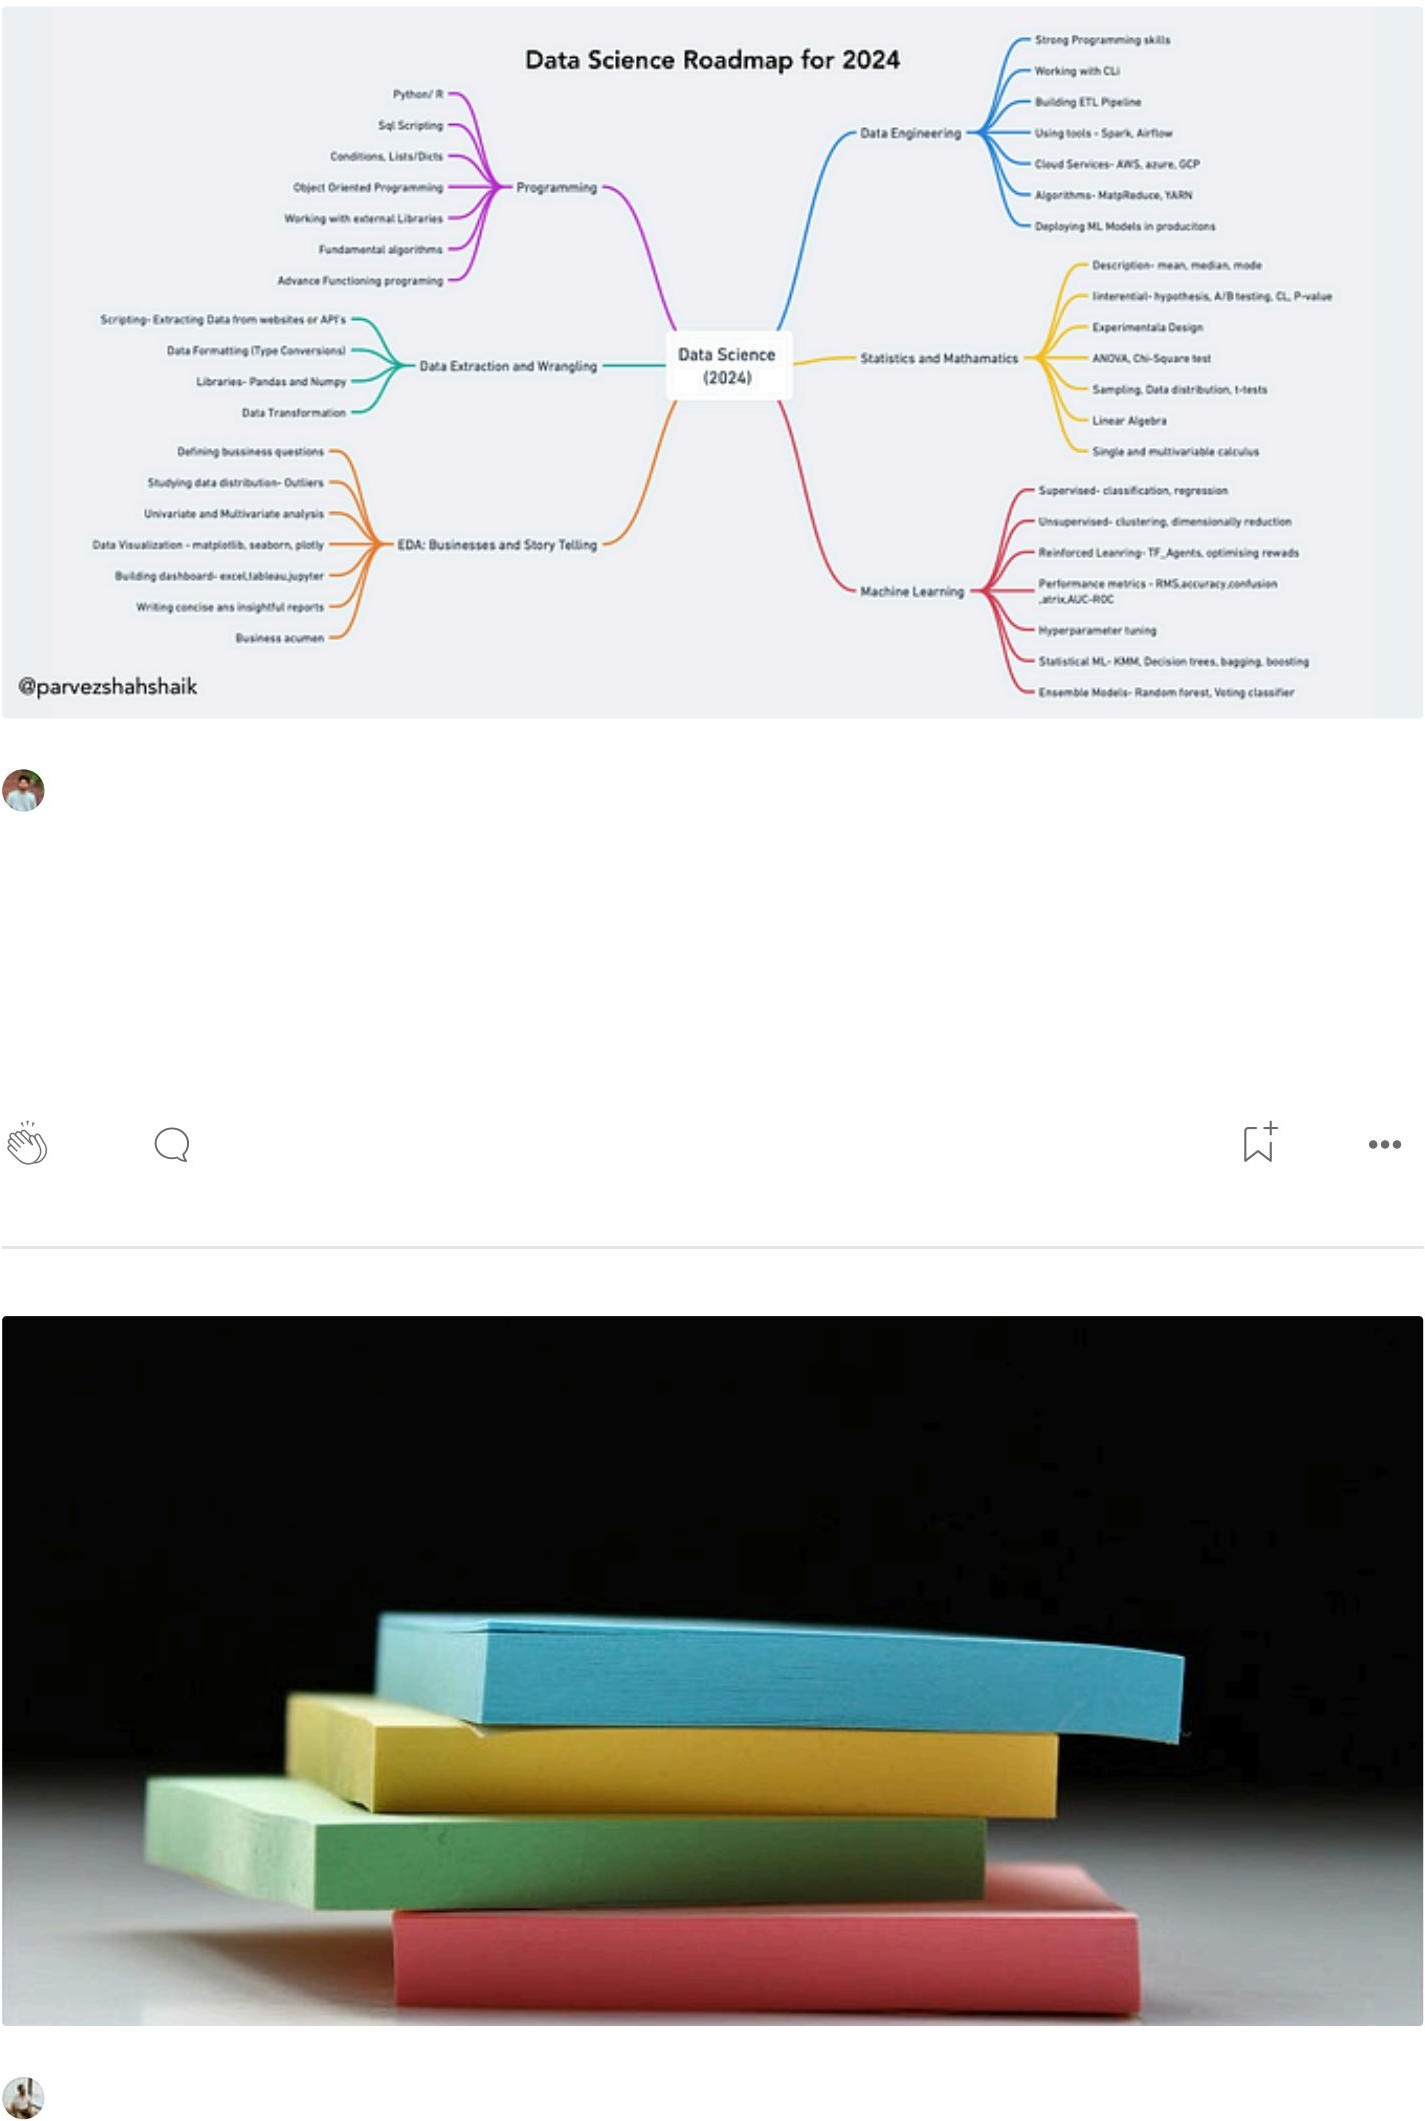 Data Science Roadmap for 2024
Python/ R
Sql Scripting
Conditions, Lists/Dicts
Object Oriented Programming
Working with external Libraries
Fundamental algorithms
Advance Functioning programing
Programming
Scripting- Extracting Data from websites or API's
Data Formatting (Type Conversions)
Libraries- Pandas and Numpy
Data Transformation
Data Extraction and Wrangling
Defining bussiness questions
Studying data distribution- Outliers
Univariate and Multivariate analysis
Data Visualization - matplotlib, seaborn, plotly
Building dashboard- excel,tableau,jupyter
Writing concise ans insightful reports
Business acumen
EDA: Businesses and Story Telling
Data Science
(2024)
Data Engineering
Strong Programming skills
Working with CLi
Building ETL Pipeline
Using tools - Spark, Airflow
Cloud Services- AWS, azure, GCP
Algorithms- MatpReduce, YARN
Deploying ML Models in producitons
Statistics and Mathamatics
Description- mean, median, mode
Iinterential- hypothesis, A/B testing, CL, P-value
Experimentala Design
ANOVA, Chi-Square test
Sampling, Data distribution, t-tests
Linear Algebra
Single and multivariable calculus
Machine Learning
Supervised- classification, regression
Unsupervised- clustering, dimensionally reduction
Reinforced Leanring- TF_Agents, optimising rewads
Performance metrics - RMS,accuracy,confusion
,atrix,AUC-ROC
Hyperparameter tuning
Statistical ML- KMM, Decision trees, bagging, boosting
Ensemble Models- Random forest, Voting classifier
@parvezshahshaik